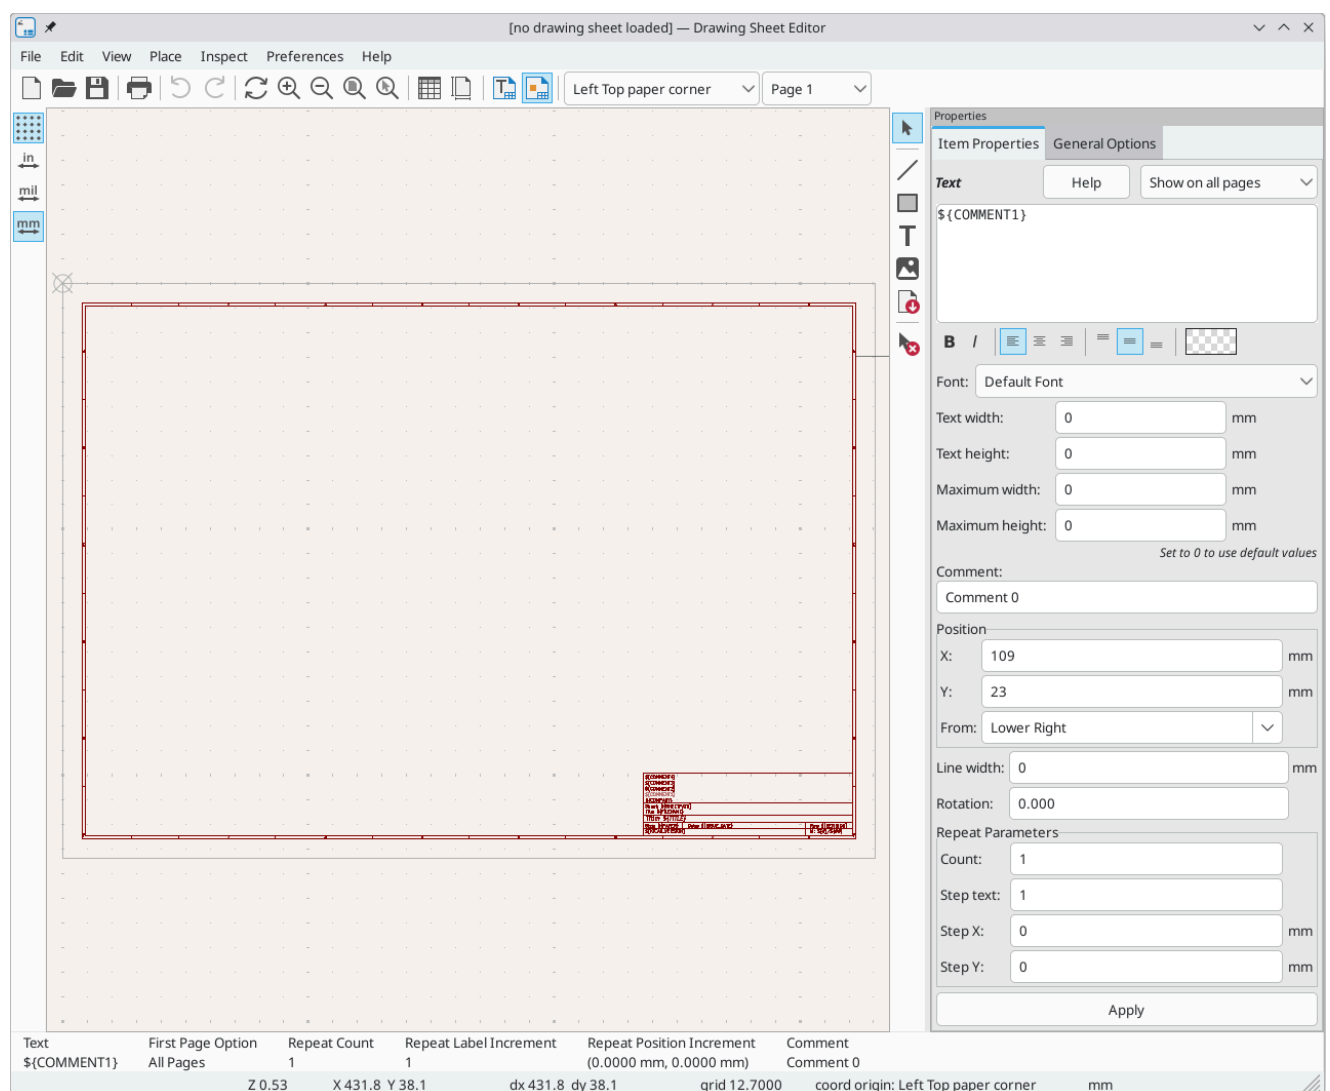 [no drawing sheet loaded] — Drawing Sheet Editor
File Edit View Place Inspect Preferences Help
Left Top paper corner Page 1
in
mil
mm
Properties
Item Properties General Options
Text Help Show on all pages
${COMMENT1}
B I
Font: Default Font
Text width: 0 mm
Text height: 0 mm
Maximum width: 0 mm
Maximum height: 0 mm
Set to 0 to use default values
Comment:
Comment 0
Position
X: 109 mm
Y: 23 mm
From: Lower Right
Line width: 0 mm
Rotation: 0.000
Repeat Parameters
Count: 1
Step text: 1
Step X: 0 mm
Step Y: 0 mm
Apply
Text First Page Option Repeat Count Repeat Label Increment Repeat Position Increment Comment
${COMMENT1} All Pages 1 1 (0.0000 mm, 0.0000 mm) Comment 0
Z 0.53 X 431.8 Y 38.1 dx 431.8 dy 38.1 grid 12.7000 coord origin: Left Top paper corner mm